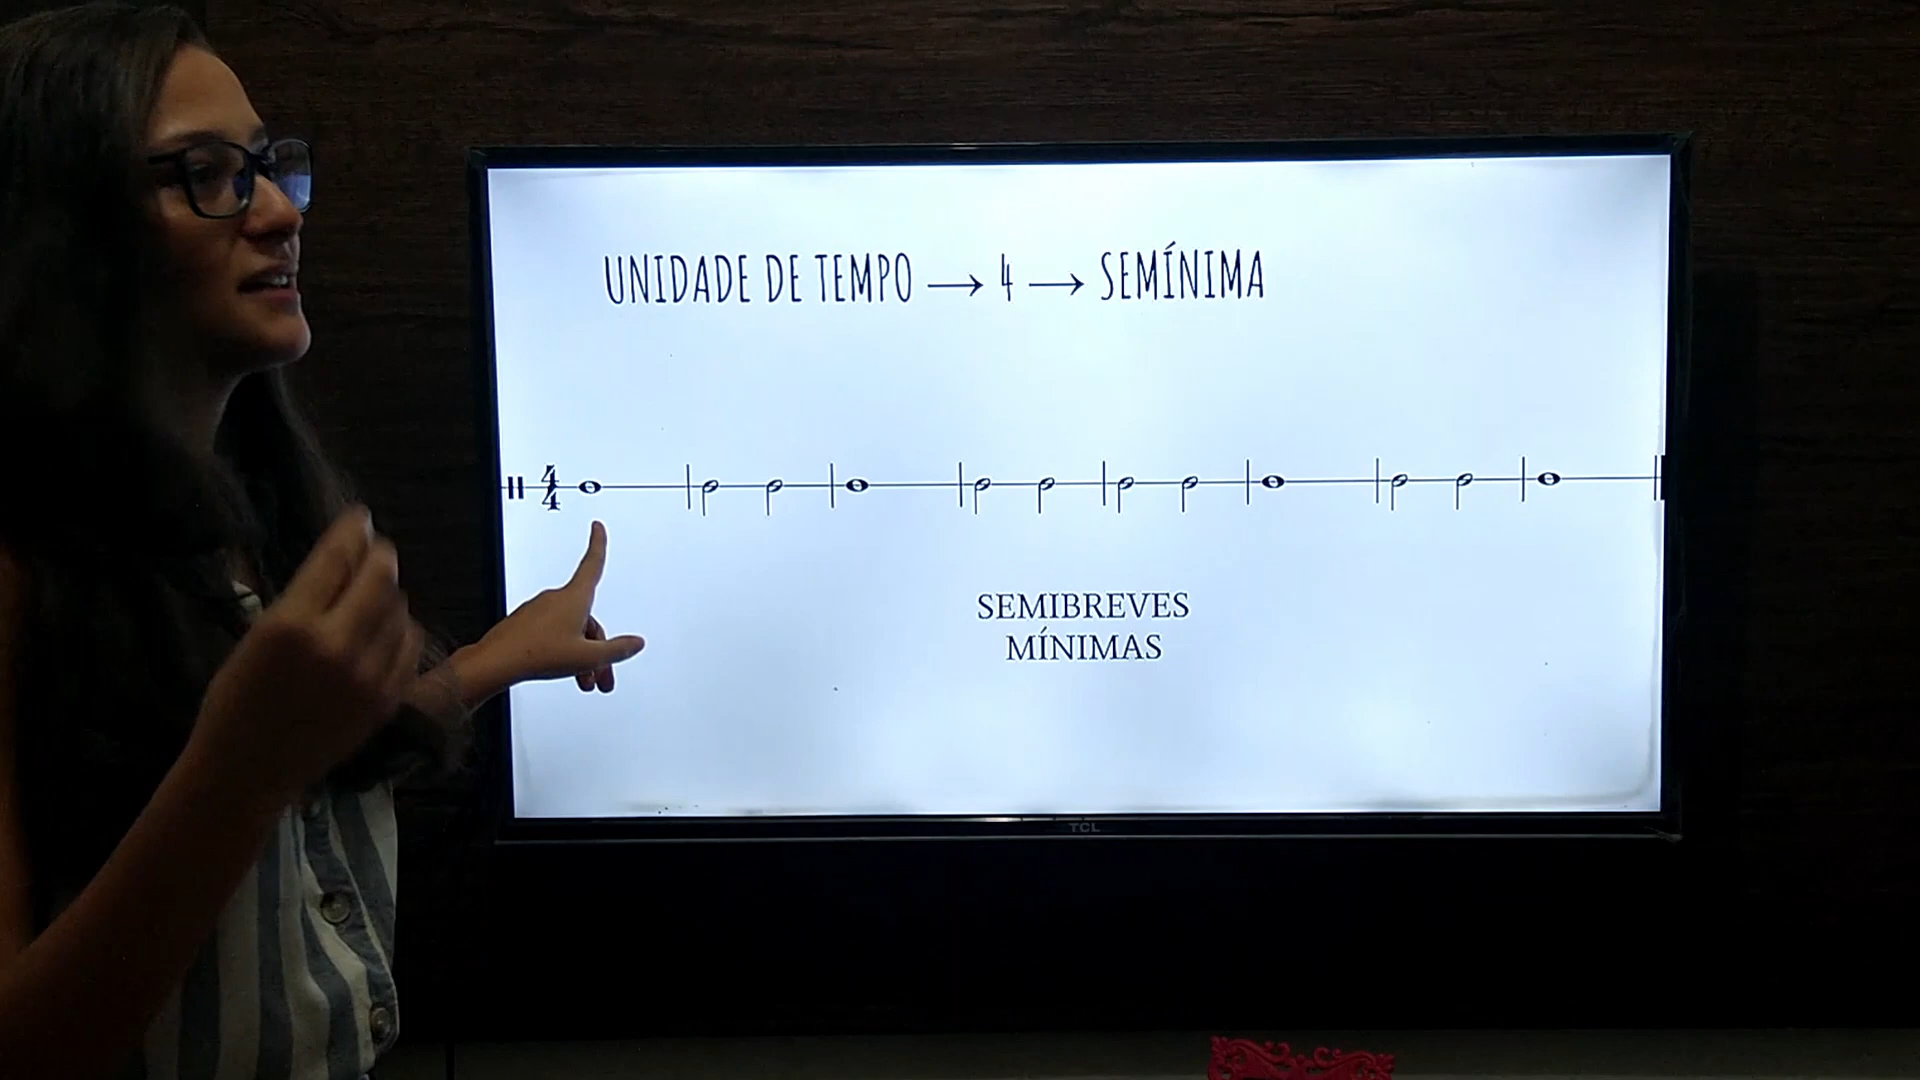 UNIDADE DE TEMPO → 4 → SEMÍNIMA
4
4
SEMIBREVES
MÍNIMAS
TCL